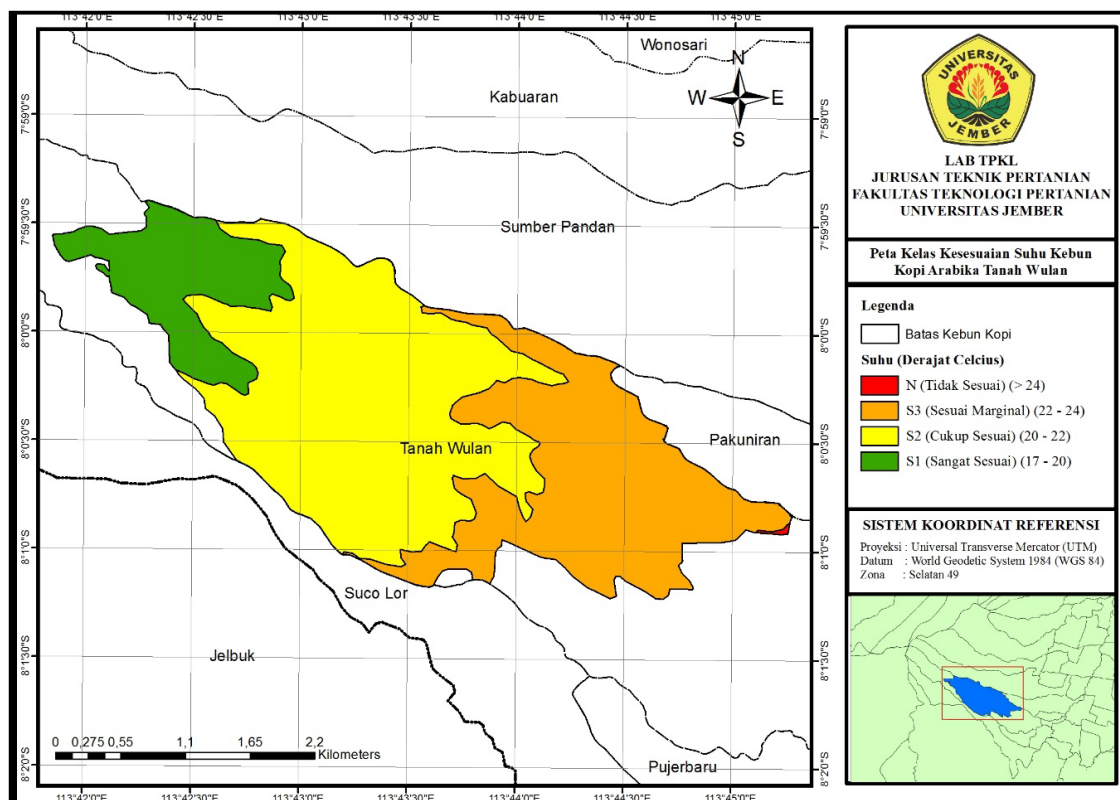 113°42'0"E
113°42'30"E
113°43'0"E
113°43'30"E
113°44'0"E
113°44'30"E
113°45'0"E
7°59'0"S
7°59'30"S
8°0'0"S
8°0'30"S
8°1'0"S
8°1'30"S
8°2'0"S
Wonosari
N
W E
S
Kabuaran
Sumber Pandan
Pakuniran
Tanah Wulan
Suco Lor
Jelbuk
Pujerbaru
0 0,275 0,55 1,1 1,65 2,2
Kilometers
7°59'0"S
7°59'30"S
8°0'0"S
8°0'30"S
8°1'0"S
8°1'30"S
8°2'0"S
113°42'0"E
113°42'30"E
113°43'0"E
113°43'30"E
113°44'0"E
113°44'30"E
113°45'0"E
UNIVERSITAS
JEMBER
LAB TPKL
JURUSAN TEKNIK PERTANIAN
FAKULTAS TEKNOLOGI PERTANIAN
UNIVERSITAS JEMBER
Peta Kelas Kesesuaian Suhu Kebun
Kopi Arabika Tanah Wulan
Legenda
Batas Kebun Kopi
Suhu (Derajat Celcius)
N (Tidak Sesuai) (> 24)
S3 (Sesuai Marginal) (22 - 24)
S2 (Cukup Sesuai) (20 - 22)
S1 (Sangat Sesuai) (17 - 20)
SISTEM KOORDINAT REFERENSI
Proyeksi : Universal Transverse Mercator (UTM)
Datum : World Geodetic System 1984 (WGS 84)
Zona : Selatan 49